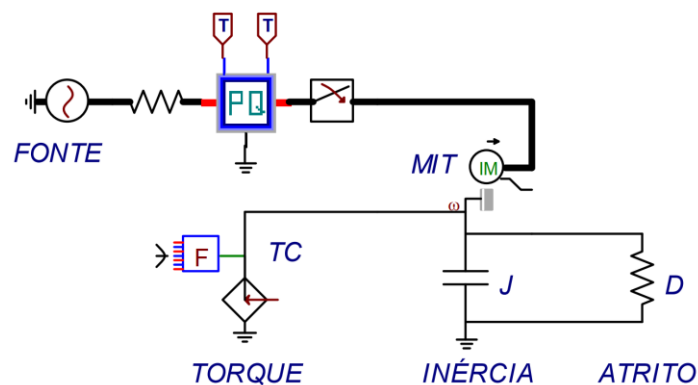 T T
PQ
FONTE
MIT
IM
ω
F
TC
J
D
TORQUE INÉRCIA ATRITO